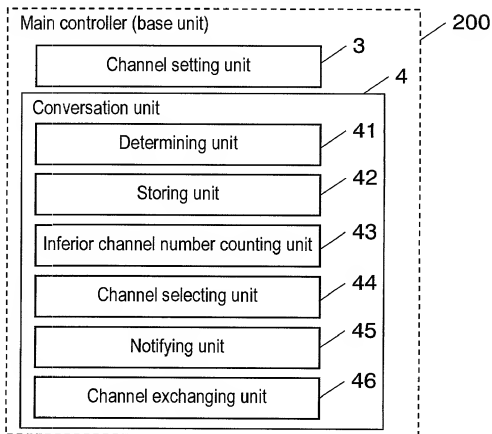 Main controller (base unit)
200
Channel setting unit
3
4
Conversation unit
Determining unit
41
Storing unit
42
Inferior channel number counting unit
43
Channel selecting unit
44
Notifying unit
45
Channel exchanging unit
46